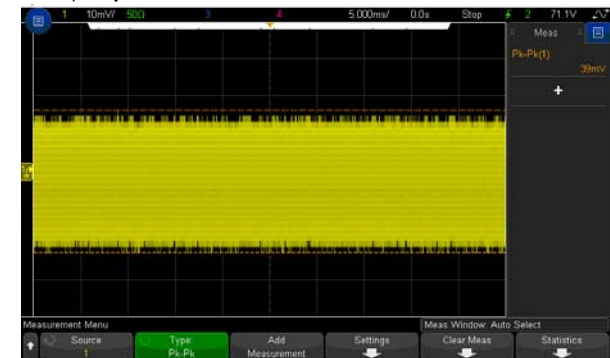 1 10mV/ 50Ω 3 4 5.000ms/ 0.0s Stop 2 71.1V
Meas
Pk-Pk(1):
39mV
+
Measurement Menu
Meas Window: Auto Select
Source
1
Type:
Pk-Pk
Add
Measurement
Settings
Clear Meas
Statistics